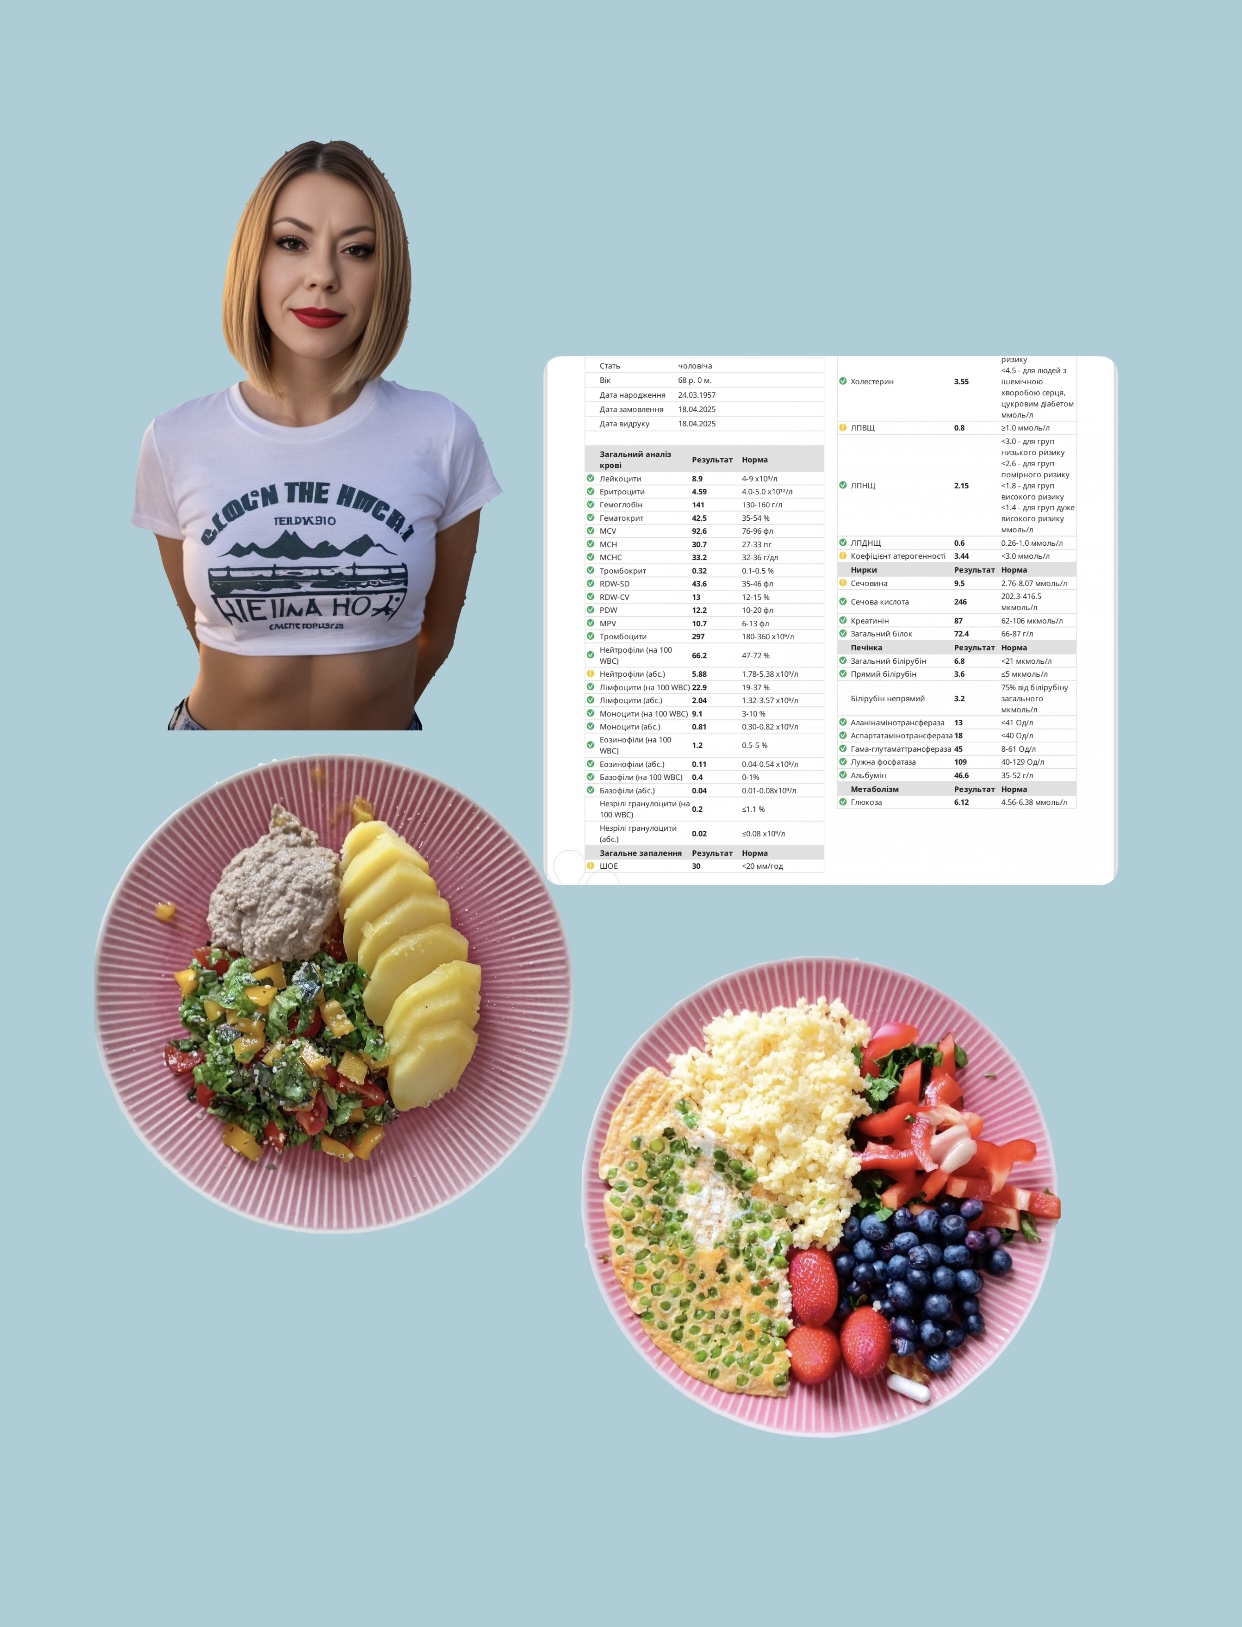 TEILDVK31O
Стать чоловіча
Вік 68 р. 0 м.
Дата народження 24.03.1957
Дата замовлення 18.04.2025
Дата видруку 18.04.2025
Загальний аналіз крові Результат Норма
Лейкоцити 8.9 4-9 х10⁹/л
Еритроцити 4.59 4.0-5.0 х10¹²/л
Гемоглобін 141 130-160 г/л
Гематокрит 42.5 35-54 %
MCV 92.6 76-96 фл
MCH 30.7 27-33 пг
MCHC 33.2 32-36 г/дл
Тромбокрит 0.32 0.1-0.5 %
RDW-SD 43.6 35-46 фл
RDW-CV 13 12-15 %
PDW 12.2 10-20 фл
MPV 10.7 6-13 фл
Тромбоцити 297 180-360 х10⁹/л
Нейтрофіли (на 100 WBC) 66.2 47-72 %
Нейтрофіли (абс.) 5.88 1.78-5.38 х10⁹/л
Лімфоцити (на 100 WBC) 22.9 19-37 %
Лімфоцити (абс.) 2.04 1.32-3.57 х10⁹/л
Моноцити (на 100 WBC) 9.1 3-10 %
Моноцити (абс.) 0.81 0.30-0.82 х10⁹/л
Еозинофіли (на 100 WBC) 1.2 0.5-5 %
Еозинофіли (абс.) 0.11 0.04-0.54 х10⁹/л
Базофіли (на 100 WBC) 0.4 0-1%
Базофіли (абс.) 0.04 0.01-0.08х10⁹/л
Незрілі гранулоцити (на 100 WBC) 0.2 ≤1.1 %
Незрілі гранулоцити (абс.) 0.02 ≤0.08 х10⁹/л
Загальне запалення Результат Норма
ШОЕ 30 <20 мм/год
ризику
<4.5 - для людей з
ішемічною
Холестерин 3.55 хворобою серця,
цукровим діабетом
ммоль/л
ЛПВЩ 0.8 ≥1.0 ммоль/л
<3.0 - для груп
низького ризику
<2.6 - для груп
помірного ризику
ЛПНЩ 2.15 <1.8 - для груп
високого ризику
<1.4 - для груп дуже
високого ризику
ммоль/л
ЛПДНЩ 0.6 0.26-1.0 ммоль/л
Коефіцієнт атерогенності 3.44 <3.0 ммоль/л
Нирки Результат Норма
Сечовина 9.5 2.76-8.07 ммоль/л
Сечова кислота 246 202.3-416.5 мкмоль/л
Креатинін 87 62-106 мкмоль/л
Загальний білок 72.4 66-87 г/л
Печінка Результат Норма
Загальний білірубін 6.8 <21 мкмоль/л
Прямий білірубін 3.6 ≤5 мкмоль/л
Білірубін непрямий 3.2 75% від білірубіну загального мкмоль/л
Аланінамінотрансфераза 13 <41 Од/л
Аспартатамінотрансфераза 18 <40 Од/л
Гама-глутаматтрансфераза 45 8-61 Од/л
Лужна фосфатаза 109 40-129 Од/л
Альбумін 46.6 35-52 г/л
Метаболізм Результат Норма
Глюкоза 6.12 4.56-6.38 ммоль/л